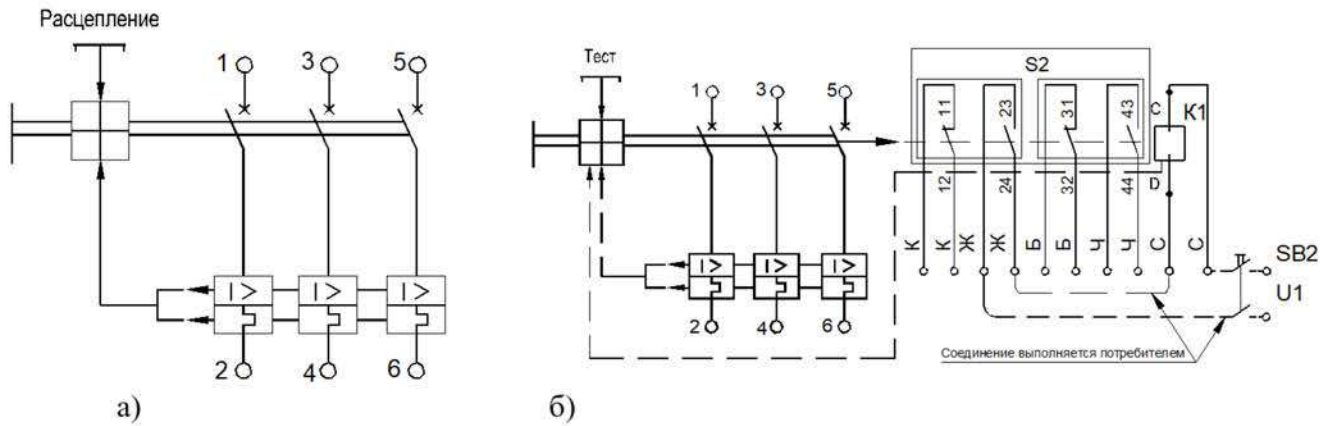 Расцепление
1 3 5
I > I > I >
2 4 6
а)
Тест
1 3 5
I > I > I >
2 4 6
б)
S2
11 23 31 43 C K1
12 24 32 44 D
К К Ж Ж Б Б Ч Ч С С
SB2
U1
Соединение выполняется потребителем